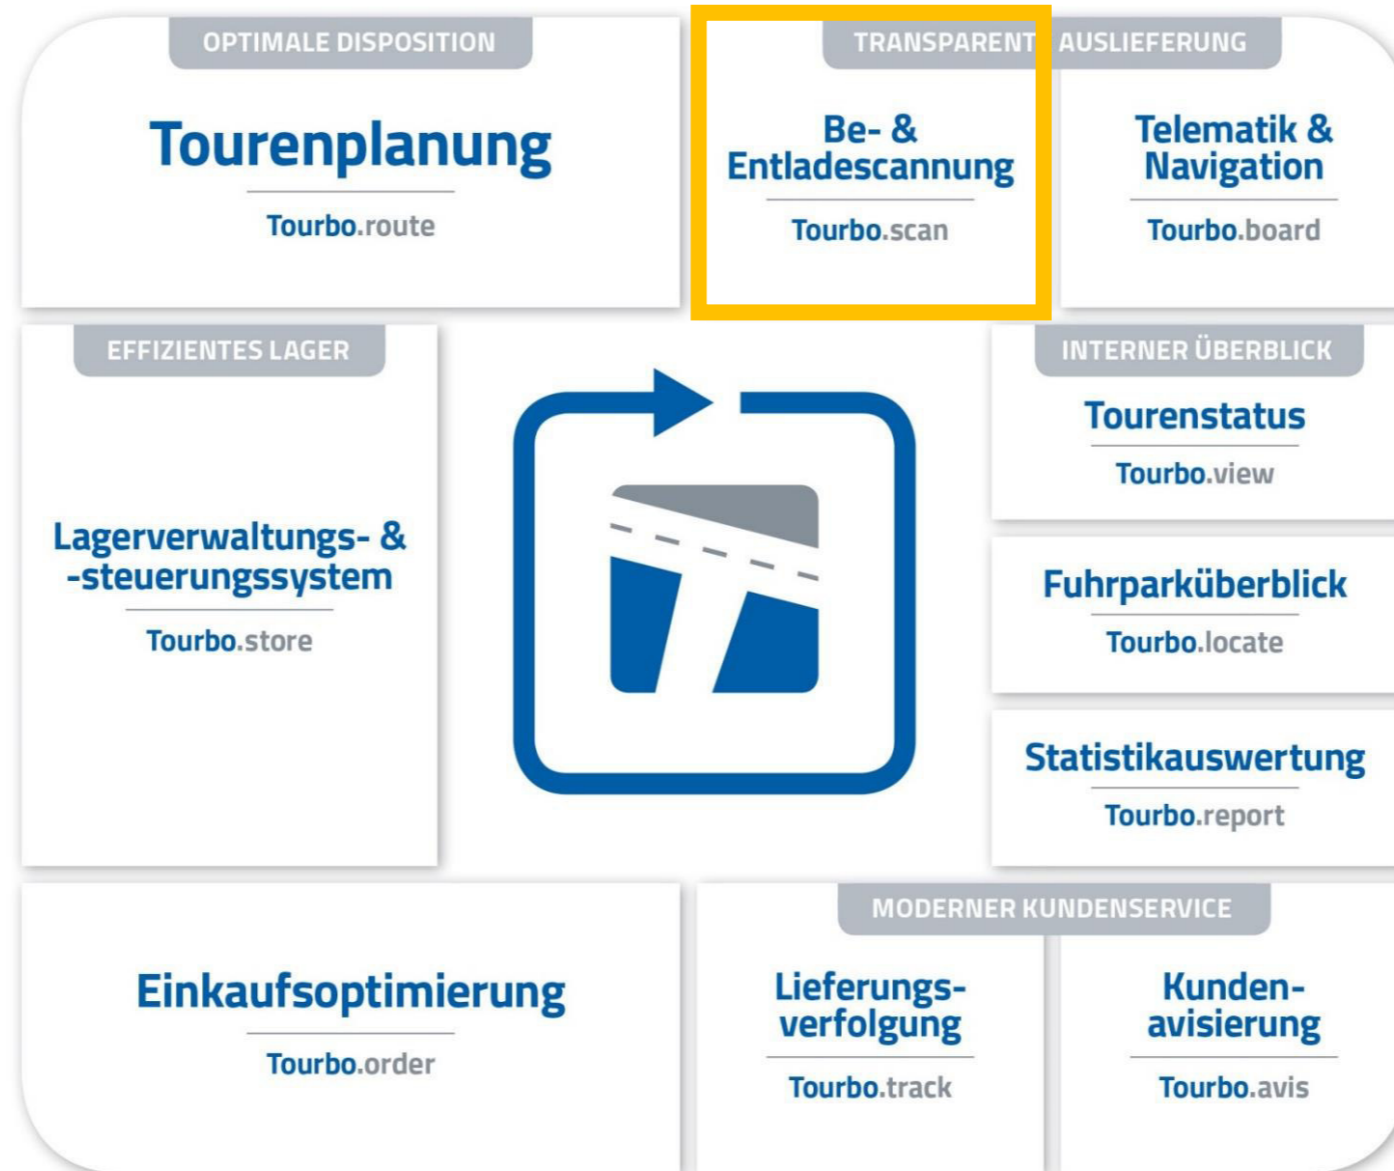 OPTIMALE DISPOSITION
Tourenplanung
Tourbo.route
TRANSPARENT AUSLIEFERUNG
Be- &
Entladescannung
Tourbo.scan
Telematik &
Navigation
Tourbo.board
EFFIZIENTES LAGER
Lagerverwaltungs- &
-steuerungssystem
Tourbo.store
INTERNER ÜBERBLICK
Tourenstatus
Tourbo.view
Fuhrparküberblick
Tourbo.locate
Statistikauswertung
Tourbo.report
Einkaufsoptimierung
Tourbo.order
MODERNER KUNDENSERVICE
Lieferungs-
verfolgung
Tourbo.track
Kunden-
avisierung
Tourbo.avis